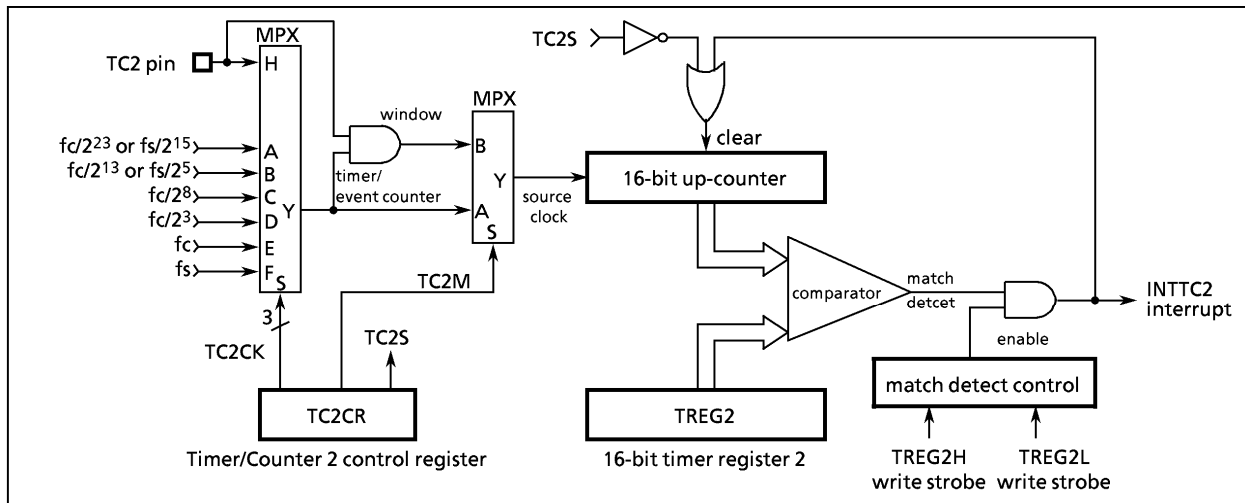 MPX
TC2 pin
H
fc/2²³ or fs/2¹⁵
A
fc/2¹³ or fs/2⁵
B
fc/2⁸
C
fc/2³
D
fc
E
fs
F
Y
S
3
TC2CK
window
timer/
event counter
MPX
B
Y
A
S
source
clock
TC2M
TC2S
TC2CR
Timer/Counter 2 control register
TC2S
clear
16-bit up-counter
comparator
match
detcet
enable
INTTC2
interrupt
match detect control
TREG2
16-bit timer register 2
TREG2H
write strobe
TREG2L
write strobe